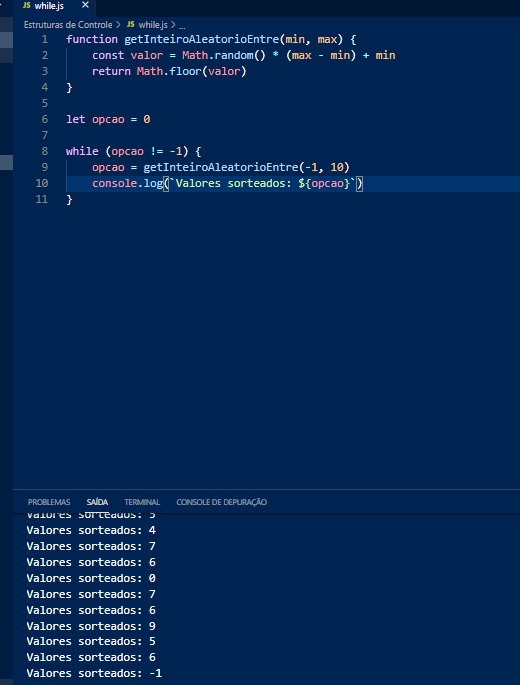 JS while.js ×
Estruturas de Controle > JS while.js > ...
1 function getInteiroAleatorioEntre(min, max) {
2     const valor = Math.random() * (max - min) + min
3     return Math.floor(valor)
4 }
5
6 let opcao = 0
7
8 while (opcao != -1) {
9     opcao = getInteiroAleatorioEntre(-1, 10)
10     console.log(`Valores sorteados: ${opcao}`)
11 }
PROBLEMAS SAÍDA TERMINAL CONSOLE DE DEPURAÇÃO
Valores sorteados: 5
Valores sorteados: 4
Valores sorteados: 7
Valores sorteados: 6
Valores sorteados: 0
Valores sorteados: 7
Valores sorteados: 6
Valores sorteados: 9
Valores sorteados: 5
Valores sorteados: 6
Valores sorteados: -1